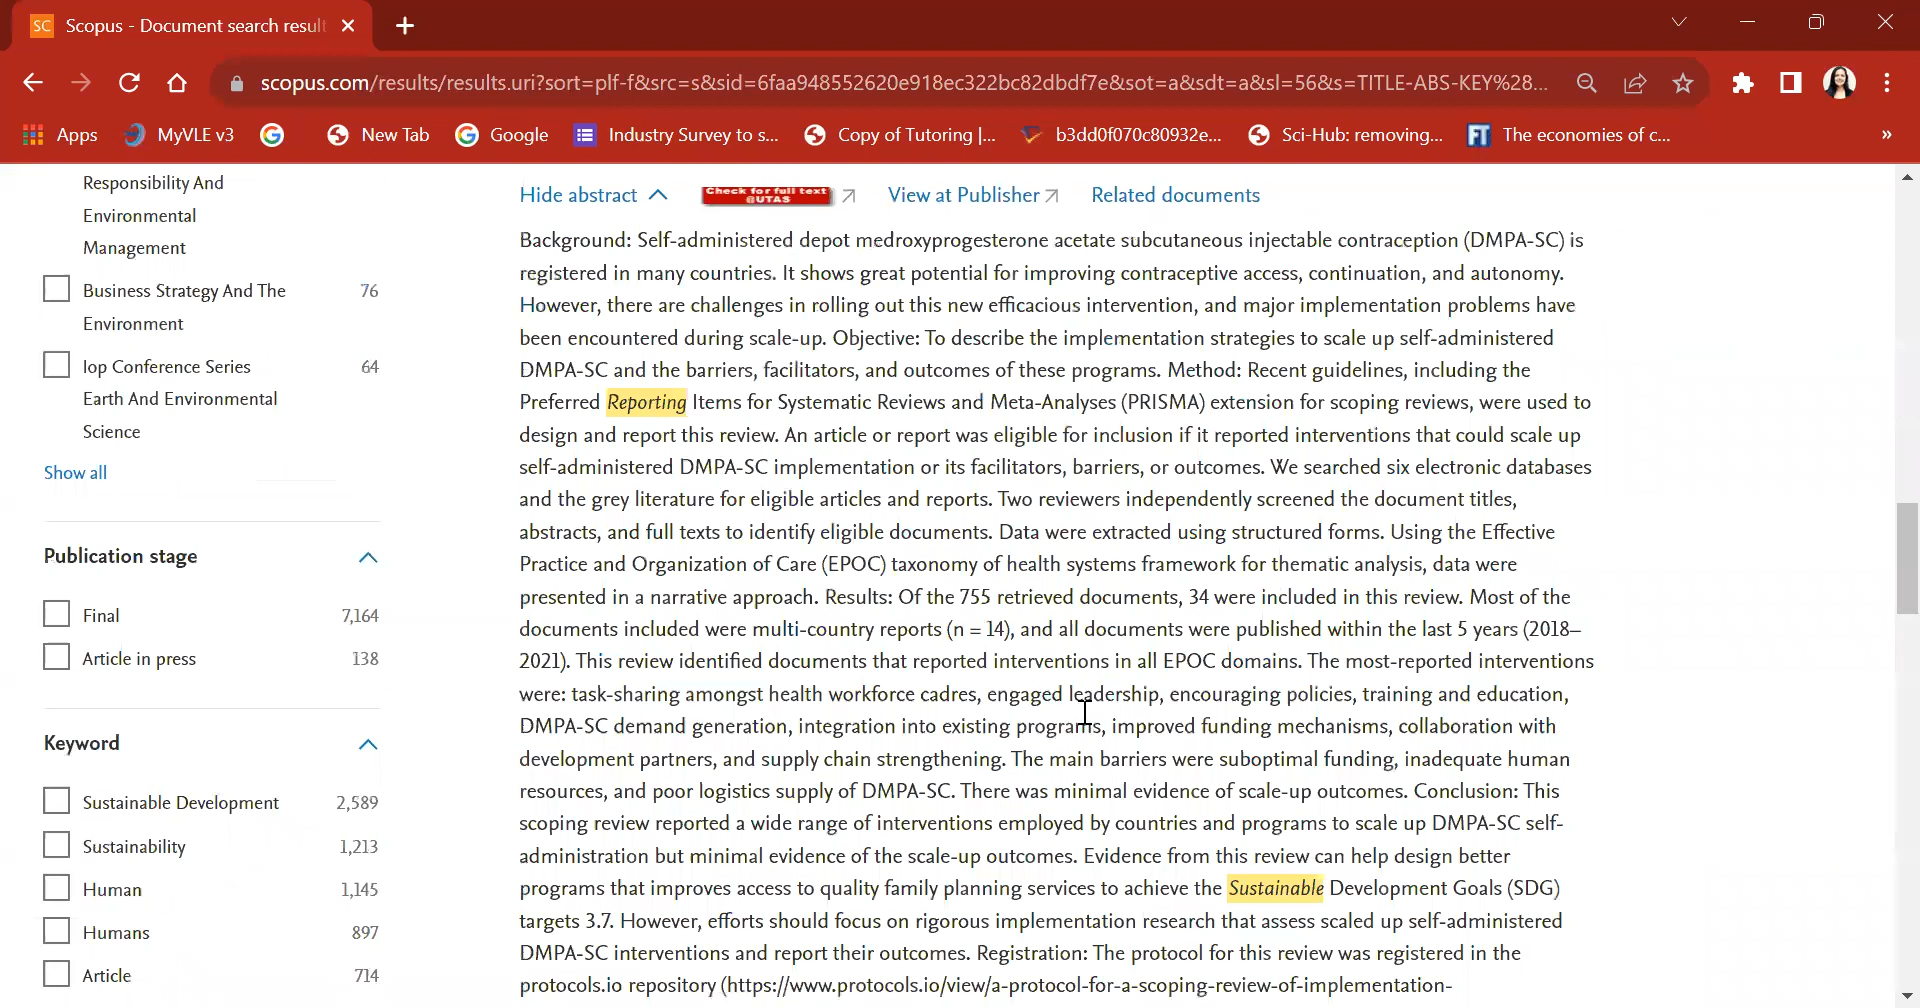 SC Scopus - Document search result
scopus.com/results/results.uri?sort=plf-f&src=s&sid=6faa948552620e918ec322bc82dbdf7e&sot=a&sdt=a&sl=56&s=TITLE-ABS-KEY%28...
Apps MyVLE v3 New Tab Google Industry Survey to s... Copy of Tutoring |... b3dd0f070c80932e... Sci-Hub: removing... FT The economies of c... »
Responsibility And
Environmental
Management
Business Strategy And The 76
Environment
Iop Conference Series 64
Earth And Environmental
Science
Show all
Publication stage
Final 7,164
Article in press 138
Keyword
Sustainable Development 2,589
Sustainability 1,213
Human 1,145
Humans 897
Article 714
Hide abstract Check for full text @UTAS View at Publisher Related documents
Background: Self-administered depot medroxyprogesterone acetate subcutaneous injectable contraception (DMPA-SC) is
registered in many countries. It shows great potential for improving contraceptive access, continuation, and autonomy.
However, there are challenges in rolling out this new efficacious intervention, and major implementation problems have
been encountered during scale-up. Objective: To describe the implementation strategies to scale up self-administered
DMPA-SC and the barriers, facilitators, and outcomes of these programs. Method: Recent guidelines, including the
Preferred Reporting Items for Systematic Reviews and Meta-Analyses (PRISMA) extension for scoping reviews, were used to
design and report this review. An article or report was eligible for inclusion if it reported interventions that could scale up
self-administered DMPA-SC implementation or its facilitators, barriers, or outcomes. We searched six electronic databases
and the grey literature for eligible articles and reports. Two reviewers independently screened the document titles,
abstracts, and full texts to identify eligible documents. Data were extracted using structured forms. Using the Effective
Practice and Organization of Care (EPOC) taxonomy of health systems framework for thematic analysis, data were
presented in a narrative approach. Results: Of the 755 retrieved documents, 34 were included in this review. Most of the
documents included were multi-country reports (n = 14), and all documents were published within the last 5 years (2018–
2021). This review identified documents that reported interventions in all EPOC domains. The most-reported interventions
were: task-sharing amongst health workforce cadres, engaged leadership, encouraging policies, training and education,
DMPA-SC demand generation, integration into existing programs, improved funding mechanisms, collaboration with
development partners, and supply chain strengthening. The main barriers were suboptimal funding, inadequate human
resources, and poor logistics supply of DMPA-SC. There was minimal evidence of scale-up outcomes. Conclusion: This
scoping review reported a wide range of interventions employed by countries and programs to scale up DMPA-SC self-
administration but minimal evidence of the scale-up outcomes. Evidence from this review can help design better
programs that improves access to quality family planning services to achieve the Sustainable Development Goals (SDG)
targets 3.7. However, efforts should focus on rigorous implementation research that assess scaled up self-administered
DMPA-SC interventions and report their outcomes. Registration: The protocol for this review was registered in the
protocols.io repository (https://www.protocols.io/view/a-protocol-for-a-scoping-review-of-implementation-